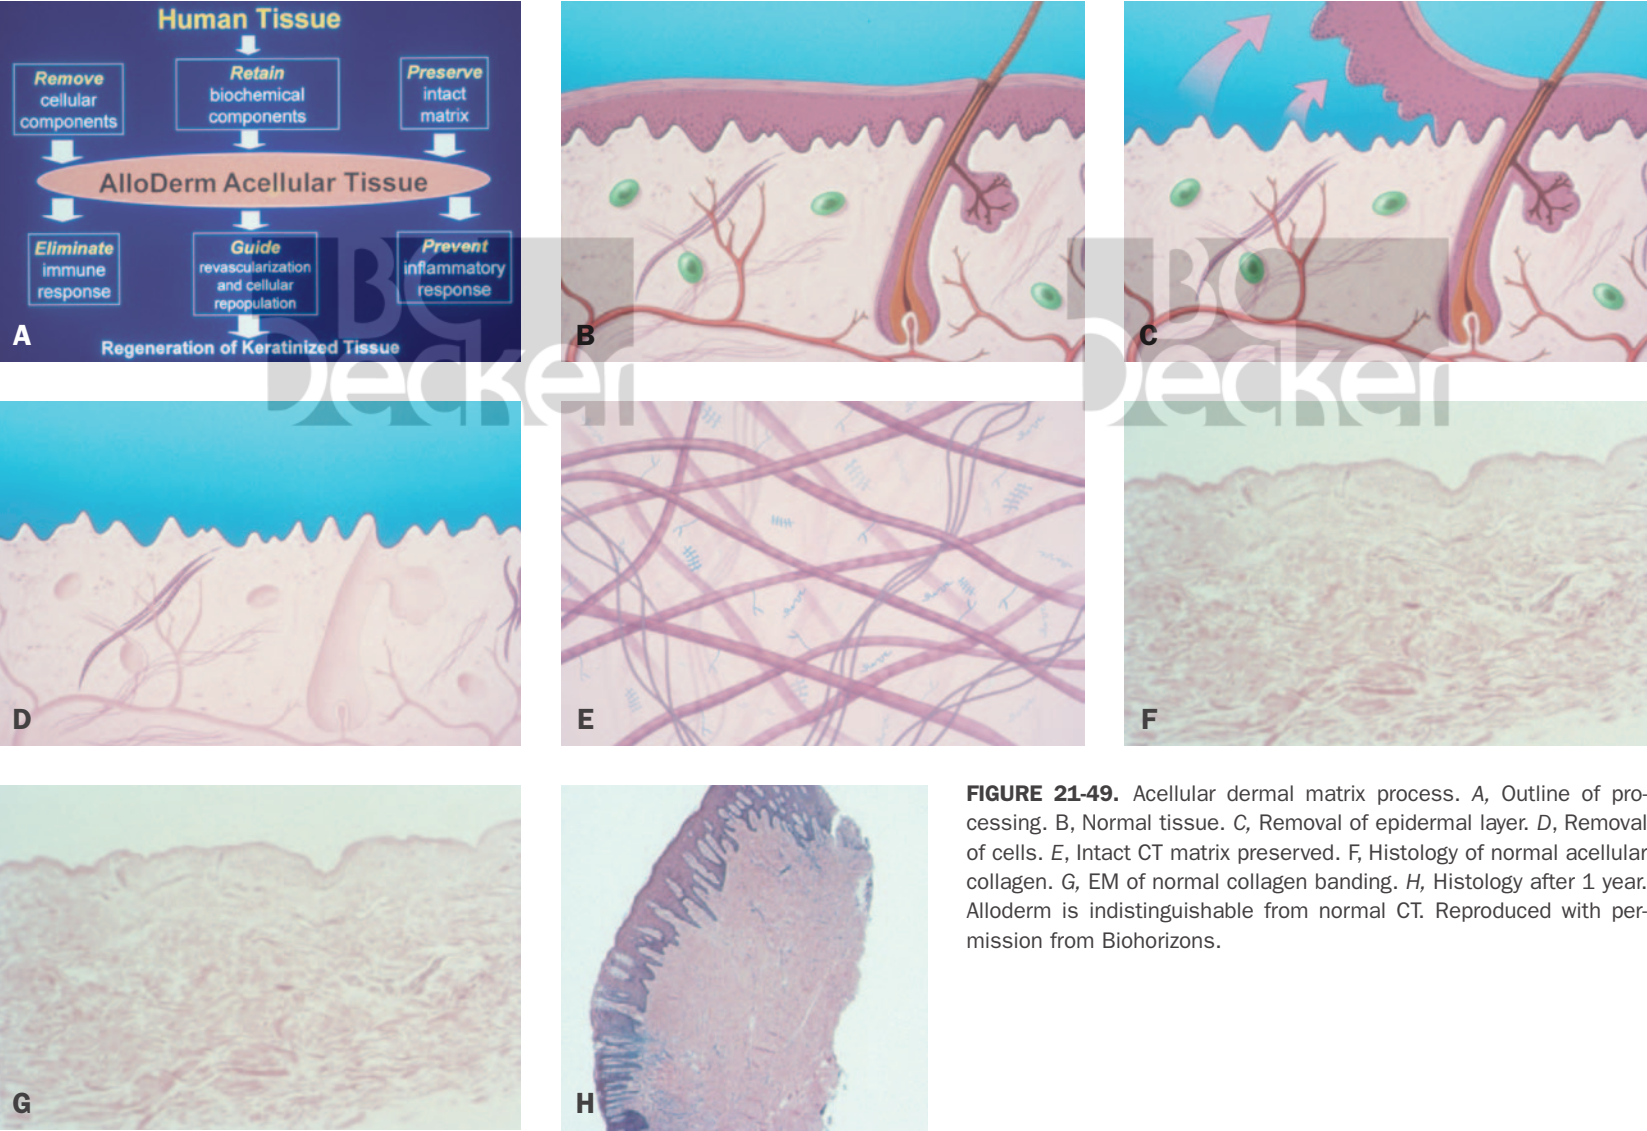 Human Tissue
Remove
cellular
components
Retain
biochemical
components
Preserve
intact
matrix
AlloDerm Acellular Tissue
Eliminate
immune
response
Guide
revascularization
and cellular
repopulation
Prevent
inflammatory
response
Regeneration of Keratinized Tissue
A
B
C
BC
Decker
BC
Decker
D
E
F
G
H
FIGURE 21-49. Acellular dermal matrix process. A, Outline of pro-
cessing. B, Normal tissue. C, Removal of epidermal layer. D, Removal
of cells. E, Intact CT matrix preserved. F, Histology of normal acellular
collagen. G, EM of normal collagen banding. H, Histology after 1 year.
Alloderm is indistinguishable from normal CT. Reproduced with per-
mission from Biohorizons.